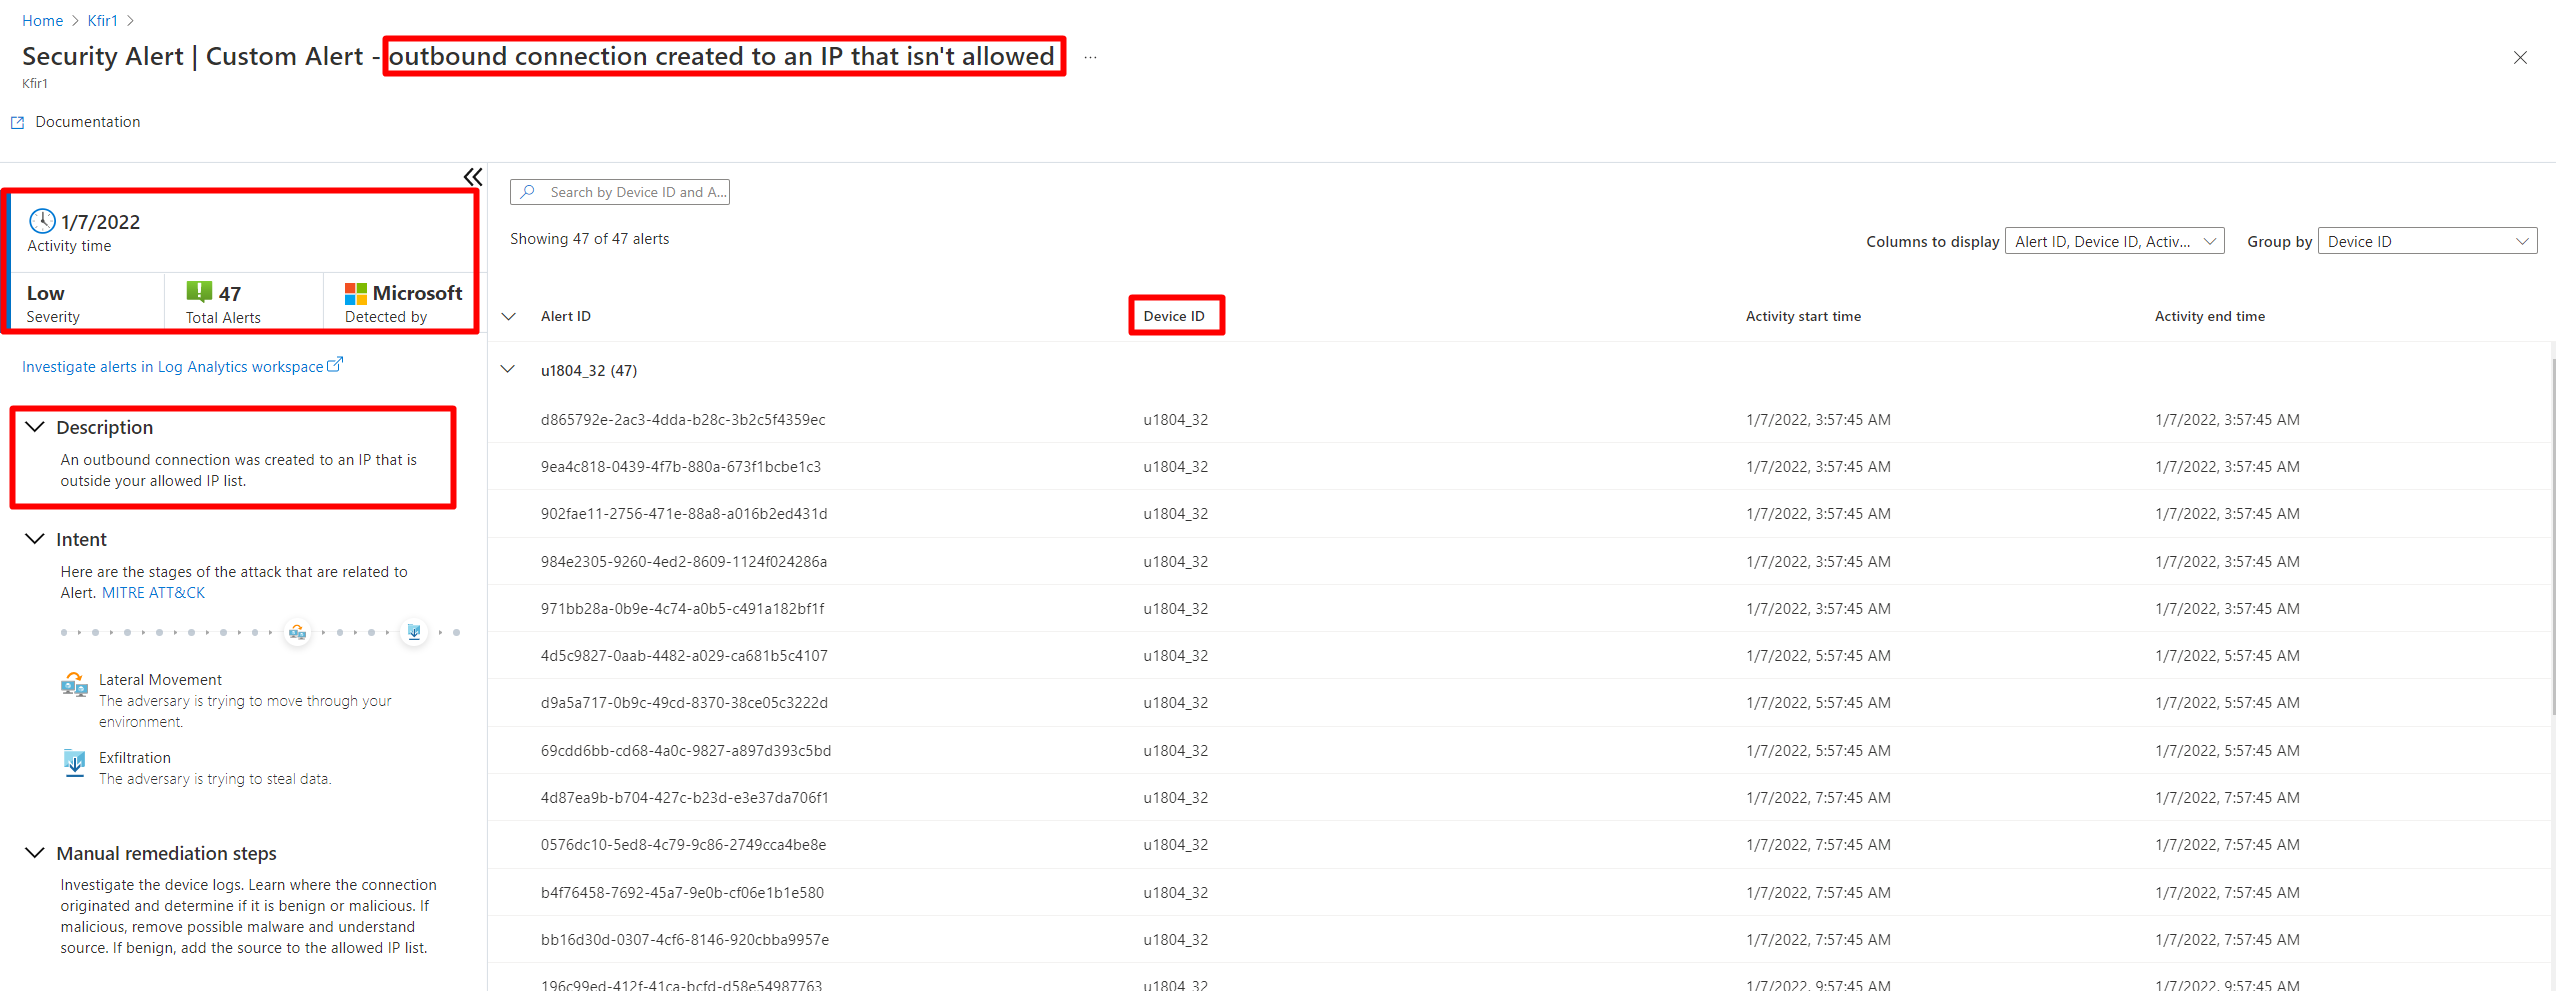 Home > Kfir1 >
Security Alert | Custom Alert - outbound connection created to an IP that isn't allowed ...
Kfir1
Documentation
1/7/2022
Activity time
Low
Severity
47
Total Alerts
Microsoft
Detected by
Investigate alerts in Log Analytics workspace
Description
An outbound connection was created to an IP that is
outside your allowed IP list.
Intent
Here are the stages of the attack that are related to
Alert. MITRE ATT&CK
Lateral Movement
The adversary is trying to move through your
environment.
Exfiltration
The adversary is trying to steal data.
Manual remediation steps
Investigate the device logs. Learn where the connection
originated and determine if it is benign or malicious. If
malicious, remove possible malware and understand
source. If benign, add the source to the allowed IP list.
Search by Device ID and A...
Showing 47 of 47 alerts
Columns to display Alert ID, Device ID, Activ... Group by Device ID
Alert ID Device ID Activity start time Activity end time
u1804_32 (47)
d865792e-2ac3-4dda-b28c-3b2c5f4359ec u1804_32 1/7/2022, 3:57:45 AM 1/7/2022, 3:57:45 AM
9ea4c818-0439-4f7b-880a-673f1bcbe1c3 u1804_32 1/7/2022, 3:57:45 AM 1/7/2022, 3:57:45 AM
902fae11-2756-471e-88a8-a016b2ed431d u1804_32 1/7/2022, 3:57:45 AM 1/7/2022, 3:57:45 AM
984e2305-9260-4ed2-8609-1124f024286a u1804_32 1/7/2022, 3:57:45 AM 1/7/2022, 3:57:45 AM
971bb28a-0b9e-4c74-a0b5-c491a182bf1f u1804_32 1/7/2022, 3:57:45 AM 1/7/2022, 3:57:45 AM
4d5c9827-0aab-4482-a029-ca681b5c4107 u1804_32 1/7/2022, 5:57:45 AM 1/7/2022, 5:57:45 AM
d9a5a717-0b9c-49cd-8370-38ce05c3222d u1804_32 1/7/2022, 5:57:45 AM 1/7/2022, 5:57:45 AM
69cdd6bb-cd68-4a0c-9827-a897d393c5bd u1804_32 1/7/2022, 5:57:45 AM 1/7/2022, 5:57:45 AM
4d87ea9b-b704-427c-b23d-e3e37da706f1 u1804_32 1/7/2022, 7:57:45 AM 1/7/2022, 7:57:45 AM
0576dc10-5ed8-4c79-9c86-2749cca4be8e u1804_32 1/7/2022, 7:57:45 AM 1/7/2022, 7:57:45 AM
b4f76458-7692-45a7-9e0b-cf06e1b1e580 u1804_32 1/7/2022, 7:57:45 AM 1/7/2022, 7:57:45 AM
bb16d30d-0307-4cf6-8146-920cbba9957e u1804_32 1/7/2022, 7:57:45 AM 1/7/2022, 7:57:45 AM
196c99ed-412f-41ca-bcfd-d58e54987763 u1804_32 1/7/2022, 9:57:45 AM 1/7/2022, 9:57:45 AM